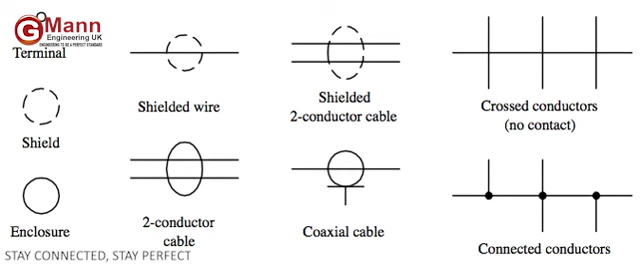 GMann
Engineering UK
ENGINEERING TO BE A PERFECT STANDARD
Terminal
Shielded wire
Shielded
2-conductor cable
Crossed conductors
(no contact)
Shield
Enclosure
2-conductor
cable
Coaxial cable
Connected conductors
STAY CONNECTED, STAY PERFECT